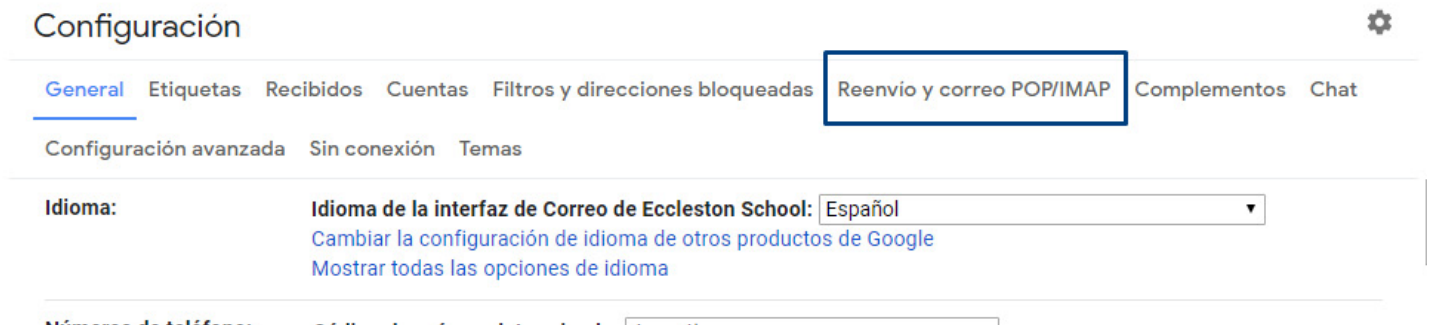 Configuración
General Etiquetas Recibidos Cuentas Filtros y direcciones bloqueadas Reenvío y correo POP/IMAP Complementos Chat
Configuración avanzada Sin conexión Temas
Idioma: Idioma de la interfaz de Correo de Eccleston School: Español
Cambiar la configuración de idioma de otros productos de Google
Mostrar todas las opciones de idioma